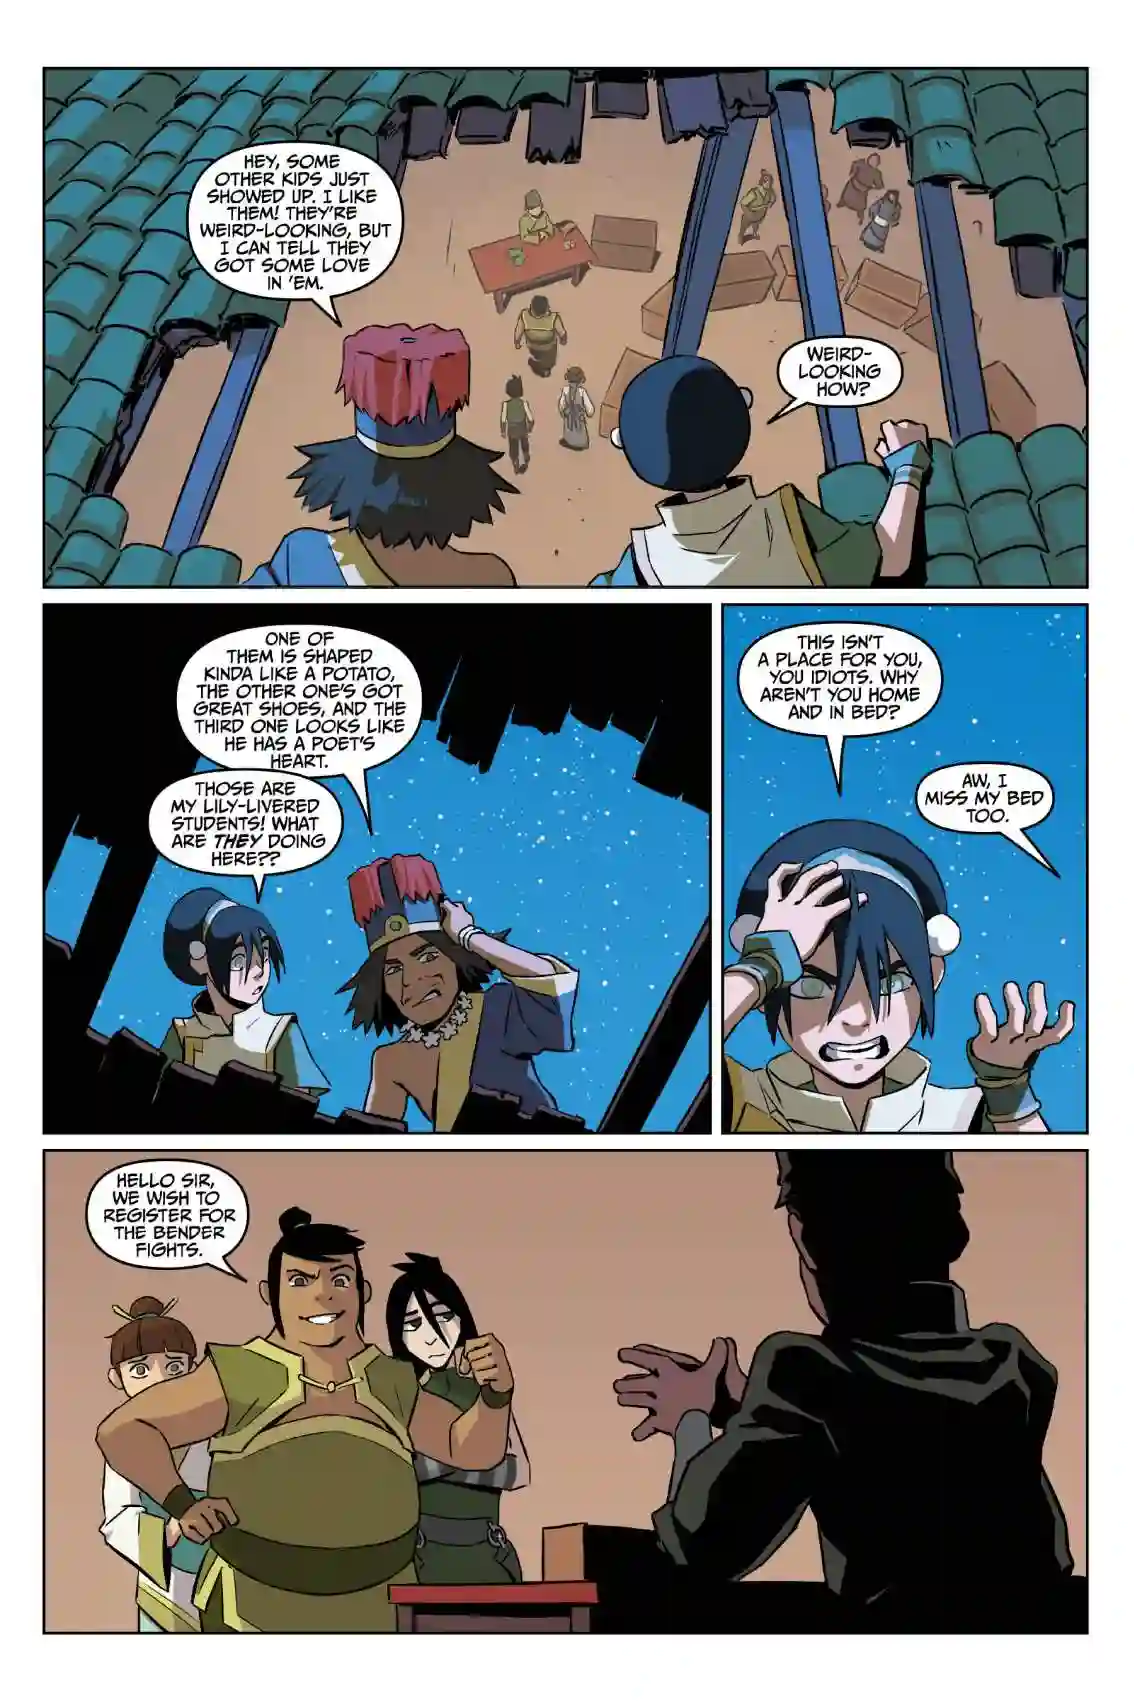 HEY, SOME
OTHER KIDS JUST
SHOWED UP. I LIKE
THEM! THEY'RE
WEIRD-LOOKING, BUT
I CAN TELL THEY
GOT SOME LOVE
IN 'EM.
WEIRD-
LOOKING
HOW?
ONE OF
THEM IS SHAPED
KINDA LIKE A POTATO,
THE OTHER ONE'S GOT
GREAT SHOES, AND THE
THIRD ONE LOOKS LIKE
HE HAS A POET'S
HEART.
THOSE ARE
MY LILY-LIVERED
STUDENTS! WHAT
ARE THEY DOING
HERE??
THIS ISN'T
A PLACE FOR YOU,
YOU IDIOTS. WHY
AREN'T YOU HOME
AND IN BED?
AW, I
MISS MY BED
TOO.
HELLO SIR,
WE WISH TO
REGISTER FOR
THE BENDER
FIGHTS.